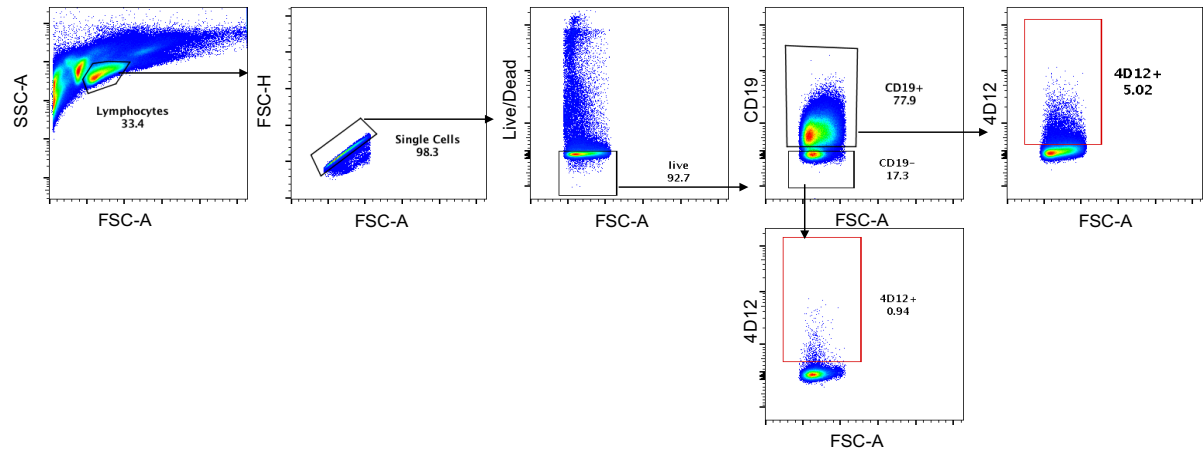 SSC-A
Lymphocytes
33.4
FSC-A
FSC-H
Single Cells
98.3
FSC-A
Live/Dead
live
92.7
FSC-A
CD19
CD19+
77.9
CD19-
17.3
FSC-A
4D12
4D12+
5.02
FSC-A
4D12
4D12+
0.94
FSC-A